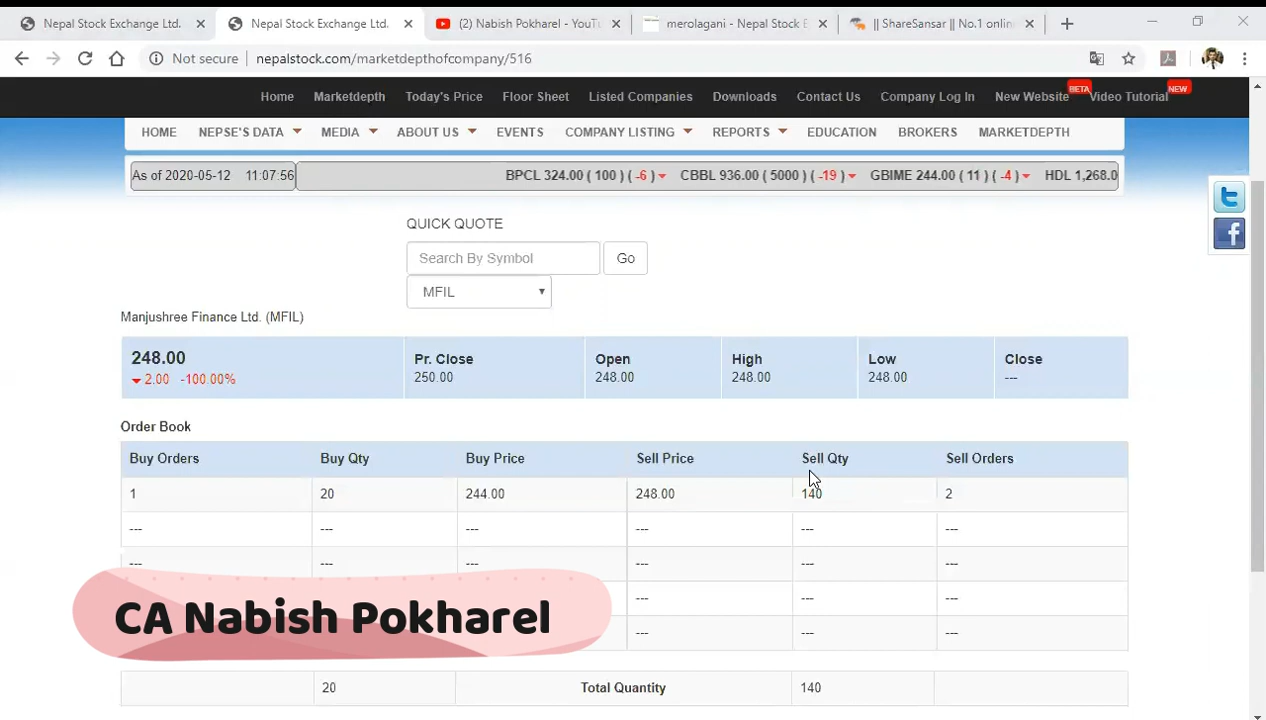 Nepal Stock Exchange Ltd.
Nepal Stock Exchange Ltd.
(2) Nabish Pokharel - YouTu
merolagani - Nepal Stock E
|| ShareSansar || No.1 onlin
Not secure
nepalstock.com/marketdepthofcompany/516
Home Marketdepth Today's Price Floor Sheet Listed Companies Downloads Contact Us Company Log In New Website BETA Video Tutorial NEW
HOME NEPSE'S DATA MEDIA ABOUT US EVENTS COMPANY LISTING REPORTS EDUCATION BROKERS MARKETDEPTH
As of 2020-05-12 11:07:56 BPCL 324.00 ( 100 ) ( -6 ) CBBL 936.00 ( 5000 ) ( -19 ) GBIME 244.00 ( 11 ) ( -4 ) HDL 1,268.0
QUICK QUOTE
Search By Symbol Go
MFIL
Manjushree Finance Ltd. (MFIL)
248.00 Pr. Close Open High Low Close
2.00 -100.00% 250.00 248.00 248.00 248.00 ---
Order Book
Buy Orders Buy Qty Buy Price Sell Price Sell Qty Sell Orders
1 20 244.00 248.00 140 2
--- --- --- --- --- ---
--- --- --- --- --- ---
--- --- ---
--- --- ---
CA Nabish Pokharel
20 Total Quantity 140